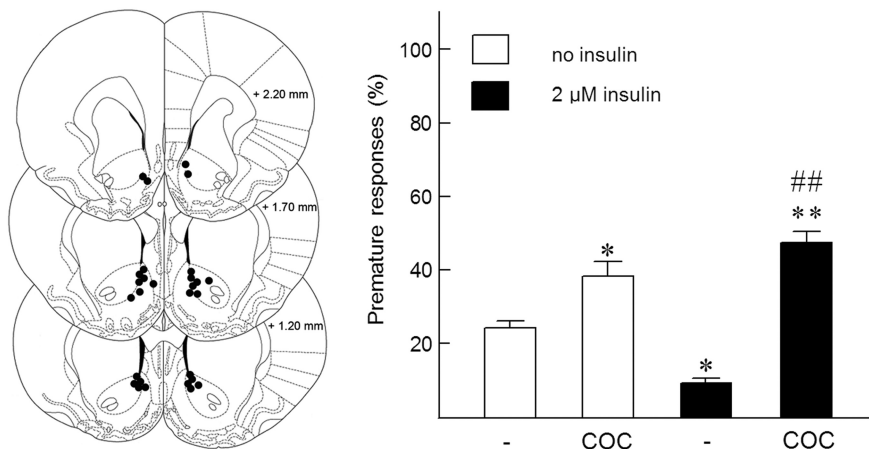 + 2.20 mm
+ 1.70 mm
+ 1.20 mm
Premature responses (%)
100
80
60
40
20
no insulin
2 µM insulin
*
*
##
**
-
COC
-
COC